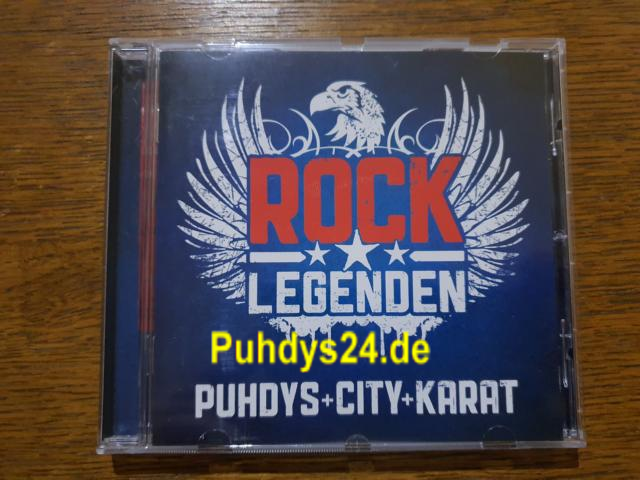 ROCK
LEGENDEN
Puhdys24.de
PUHDYS+CITY+KARAT